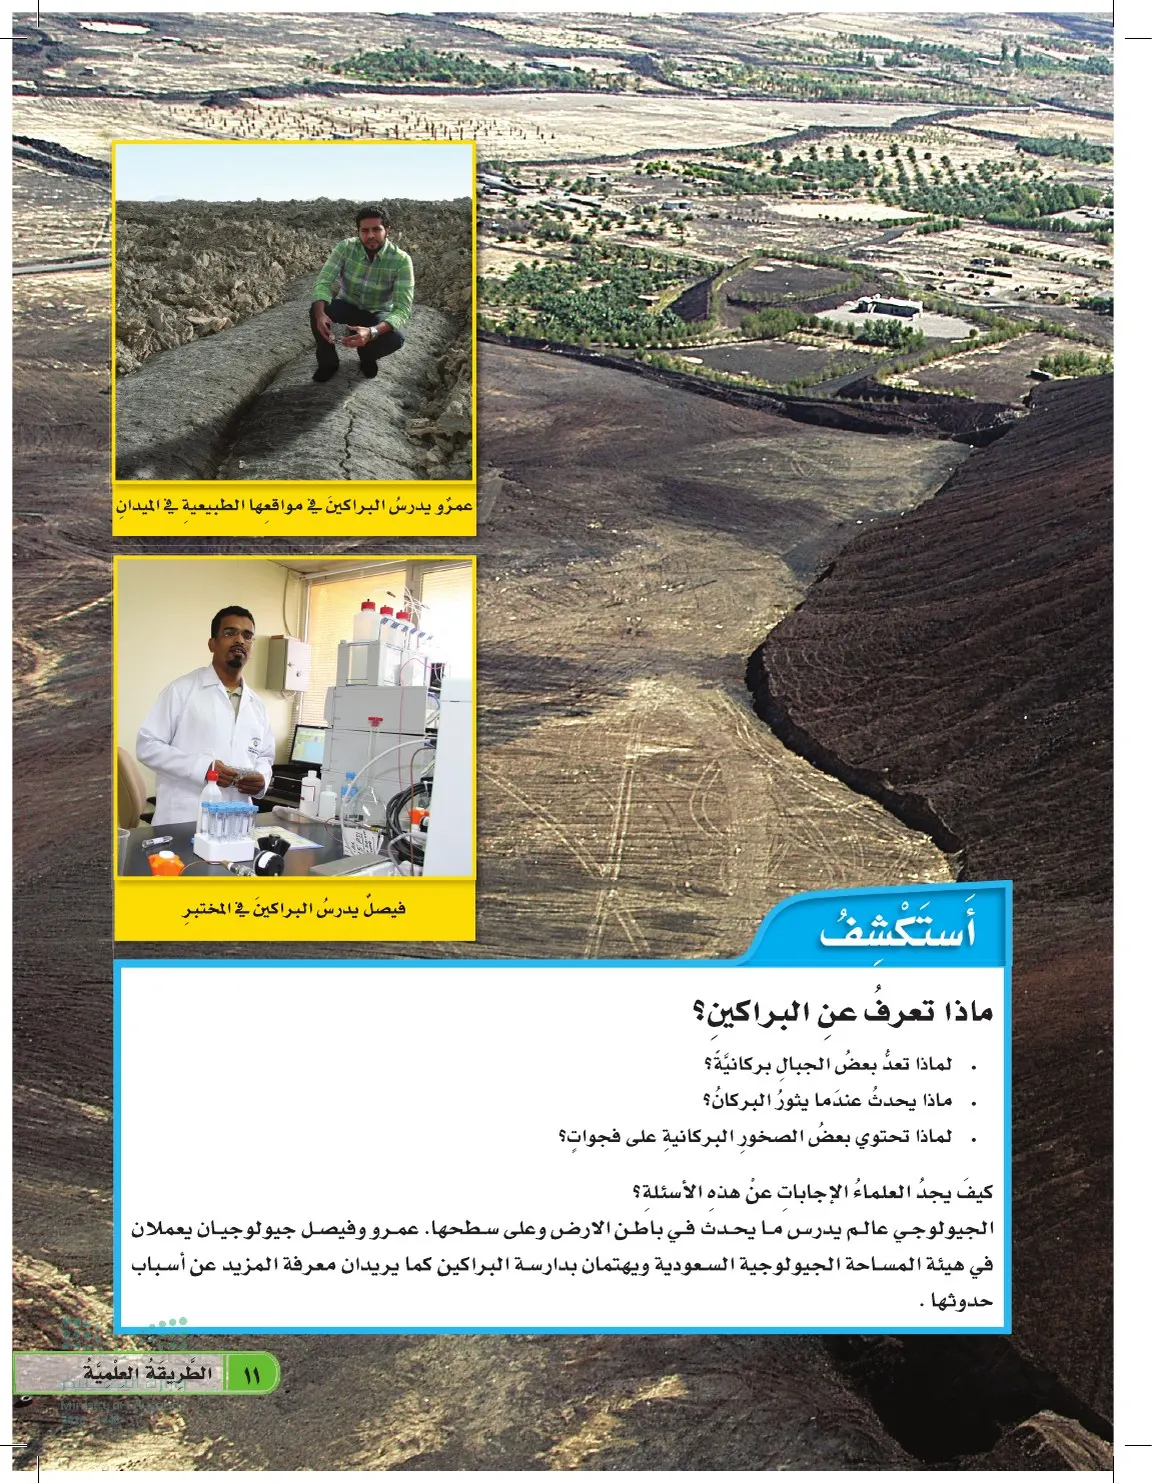 عمرٌو يدرسُ البراكينَ في مواقعِها الطبيعيةِ في الميدانِ
فيصلٌ يدرسُ البراكينَ في المختبرِ
أَستَكْشِفُ
ماذا تعرفُ عنِ البراكينِ؟
• لماذا تعدُّ بعضُ الجبالِ بركانيَّةً؟
• ماذا يحدثُ عندَما يثورُ البركانُ؟
• لماذا تحتوي بعضُ الصخورِ البركانيةِ على فجواتٍ؟
كيفَ يجدُ العلماءُ الإجاباتِ عنْ هذهِ الأسئلةِ؟
الجيولوجي عالم يدرس ما يحدث في باطن الارض وعلى سطحها. عمرو وفيصل جيولوجيان يعملان
في هيئة المساحة الجيولوجية السعودية ويهتمان بدارسة البراكين كما يريدان معرفة المزيد عن أسباب
حدوثها .
١١ الطَّرِيقَةُ العلْميَّةُ
Ministry of Education